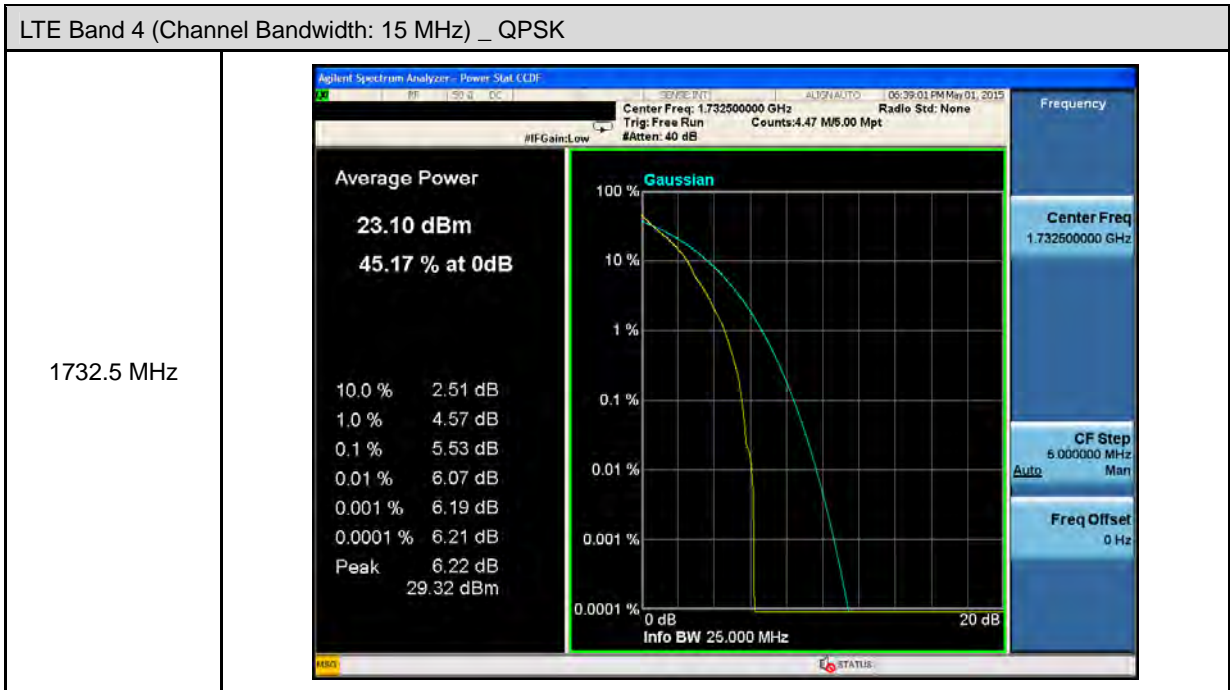 LTE Band 4 (Channel Bandwidth: 15 MHz) _ QPSK
1732.5 MHz
Agilent Spectrum Analyzer - Power Stat CCDF
RF 50 Ω DC SENSE:INT ALIGN AUTO 06:39:01 PM May 01, 2015
Center Freq: 1.732500000 GHz Radio Std: None
Trig: Free Run Counts:4.47 M/5.00 Mpt
#IFGain:Low #Atten: 40 dB
Average Power
23.10 dBm
45.17 % at 0dB
10.0 % 2.51 dB
1.0 % 4.57 dB
0.1 % 5.53 dB
0.01 % 6.07 dB
0.001 % 6.19 dB
0.0001 % 6.21 dB
Peak 6.22 dB
29.32 dBm
Gaussian
100 %
10 %
1 %
0.1 %
0.01 %
0.001 %
0.0001 %
0 dB 20 dB
Info BW 25.000 MHz
Frequency
Center Freq
1.732500000 GHz
CF Step
5.000000 MHz
Auto Man
Freq Offset
0 Hz
MSG STATUS